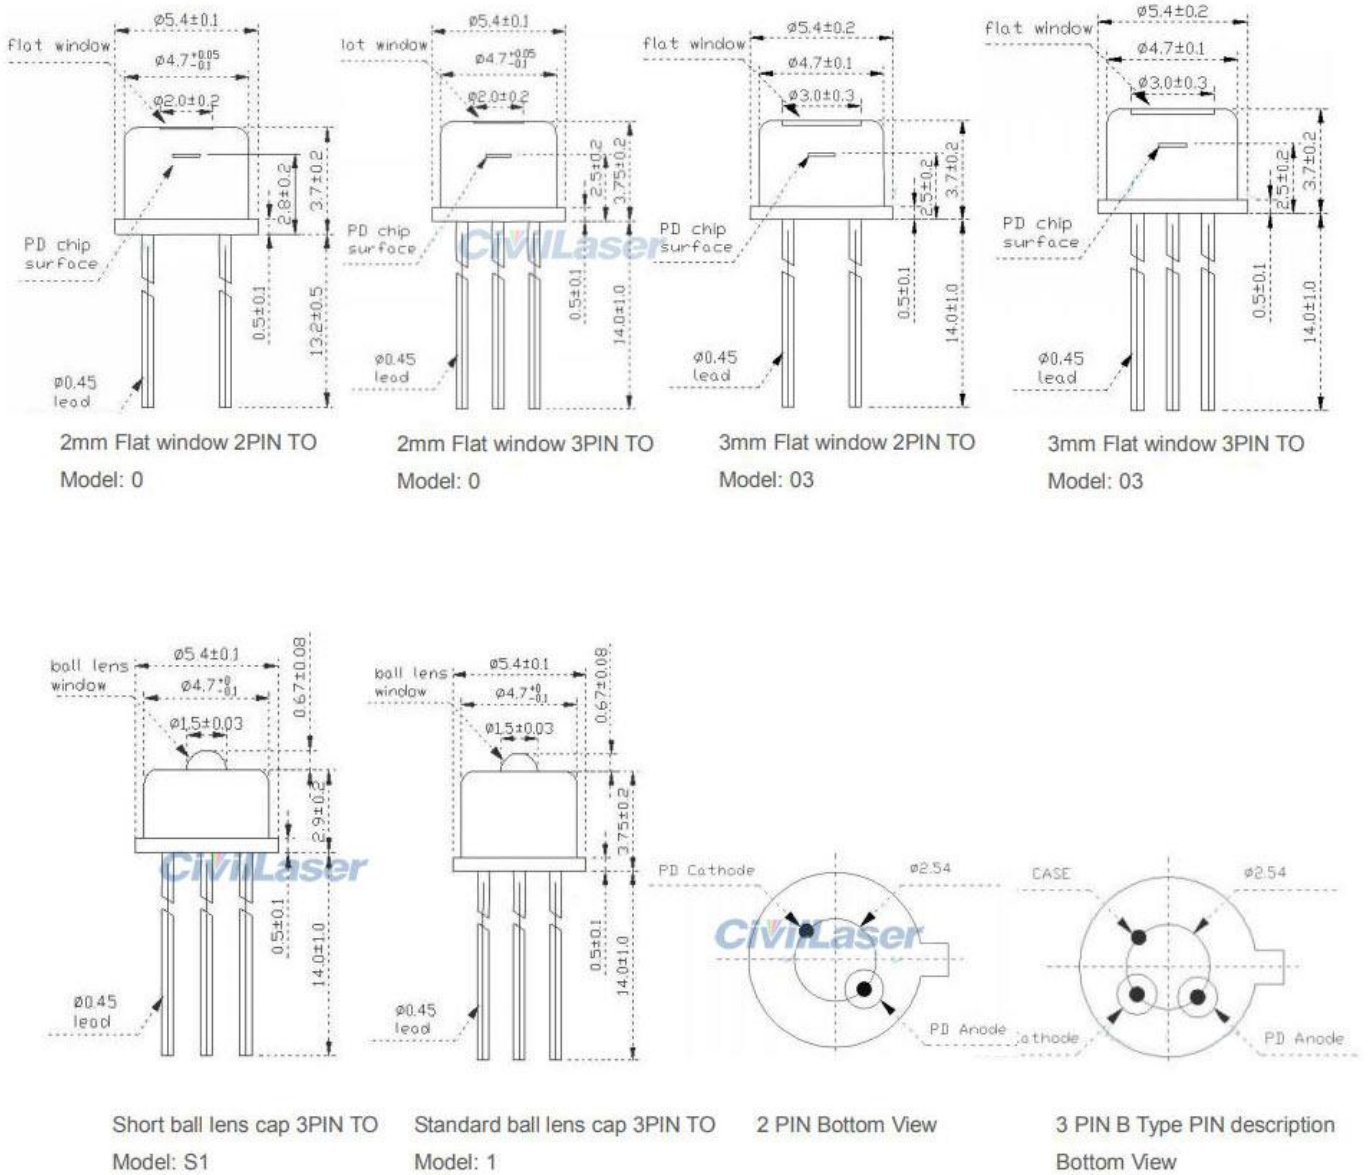 ø5.4±0.1
flat window
ø4.7+0.05 -0.1
ø2.0±0.2
2.8±0.2
3.7±0.2
PD chip
surface
0.5±0.1
13.2±0.5
ø0.45
lead
2mm Flat window 2PIN TO
Model: 0
ø5.4±0.1
lat window
ø4.7+0.05 -0.1
ø2.0±0.2
2.5±0.2
3.75±0.2
PD chip
surface
CivilLaser
0.5±0.1
14.0±1.0
ø0.45
lead
2mm Flat window 3PIN TO
Model: 0
ø5.4±0.2
flat window
ø4.7±0.1
ø3.0±0.3
2.5±0.2
3.7±0.2
PD chip
surface
0.5±0.1
14.0±1.0
ø0.45
lead
3mm Flat window 2PIN TO
Model: 03
ø5.4±0.2
flat window
ø4.7±0.1
ø3.0±0.3
2.5±0.2
3.7±0.2
PD chip
surface
0.5±0.1
14.0±1.0
ø0.45
lead
3mm Flat window 3PIN TO
Model: 03
ø5.4±0.1
ball lens
window
ø4.7+0 -0.1
ø1.5±0.03
0.67±0.08
2.9±0.2
CivilLaser
0.5±0.1
14.0±1.0
ø0.45
lead
Short ball lens cap 3PIN TO
Model: S1
ø5.4±0.1
ball lens
window
ø4.7+0 -0.1
ø1.5±0.03
0.67±0.08
3.75±0.2
0.5±0.1
14.0±1.0
ø0.45
lead
Standard ball lens cap 3PIN TO
Model: 1
PD Cathode
ø2.54
CivilLaser
PD Anode
2 PIN Bottom View
CASE
ø2.54
athode
PD Anode
3 PIN B Type PIN description
Bottom View